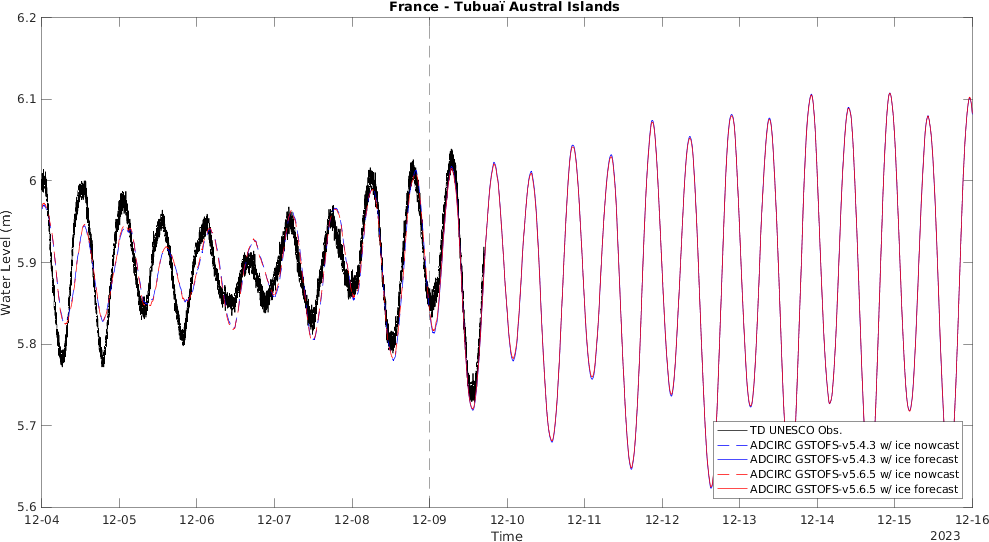 France - Tubuaï Austral Islands
6.2
6.1
6
5.9
5.8
5.7
5.6
Water Level (m)
TD UNESCO Obs.
ADCIRC GSTOFS-v5.4.3 w/ ice nowcast
ADCIRC GSTOFS-v5.4.3 w/ ice forecast
ADCIRC GSTOFS-v5.6.5 w/ ice nowcast
ADCIRC GSTOFS-v5.6.5 w/ ice forecast
12-04 12-05 12-06 12-07 12-08 12-09 12-10 12-11 12-12 12-13 12-14 12-15 12-16
Time
2023